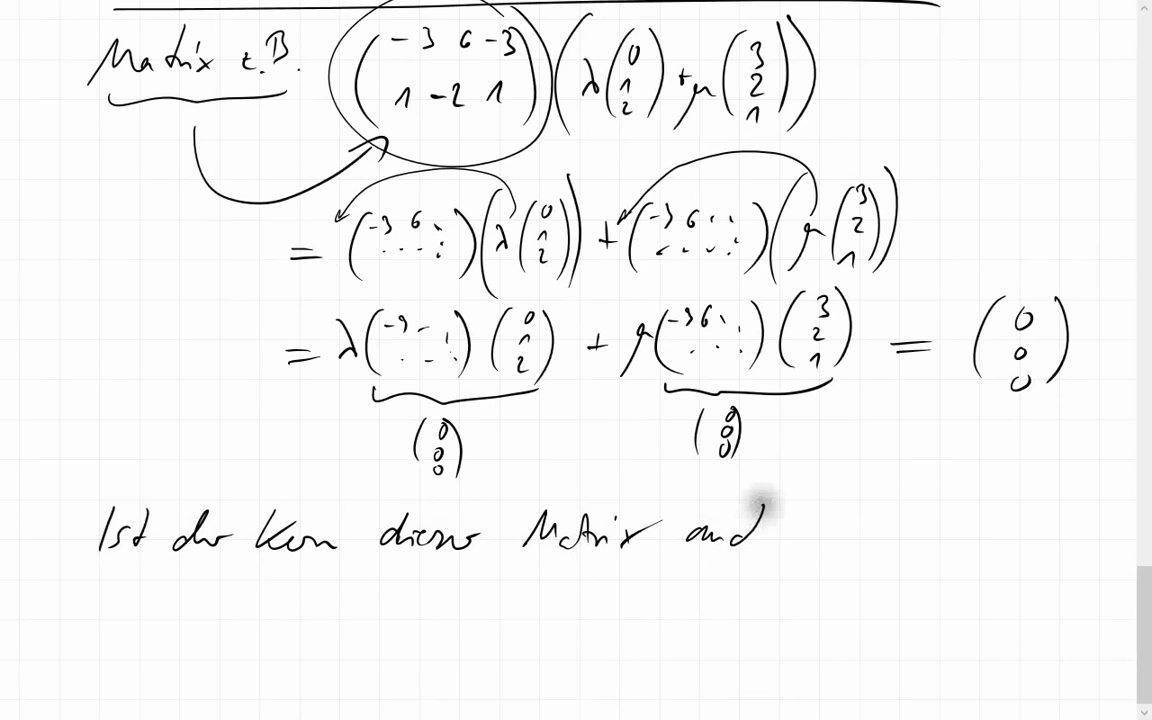 Matrix z.B. (−3 6 −3 / 1 −2 1) (λ (0 1 2) + μ (3 2 1))
= (−3 6 ⋱ / . . . :) (λ (0 1 2)) + (−3 6 . . : / . . . :) (μ (3 2 1))
= λ (−3 . . : / . . . :) (0 1 2) + μ (−3 6 . : / . . :) (3 2 1) = (0 0 0)
(0 0 0) (0 0 0)
Ist der Kern dieser Matrix and